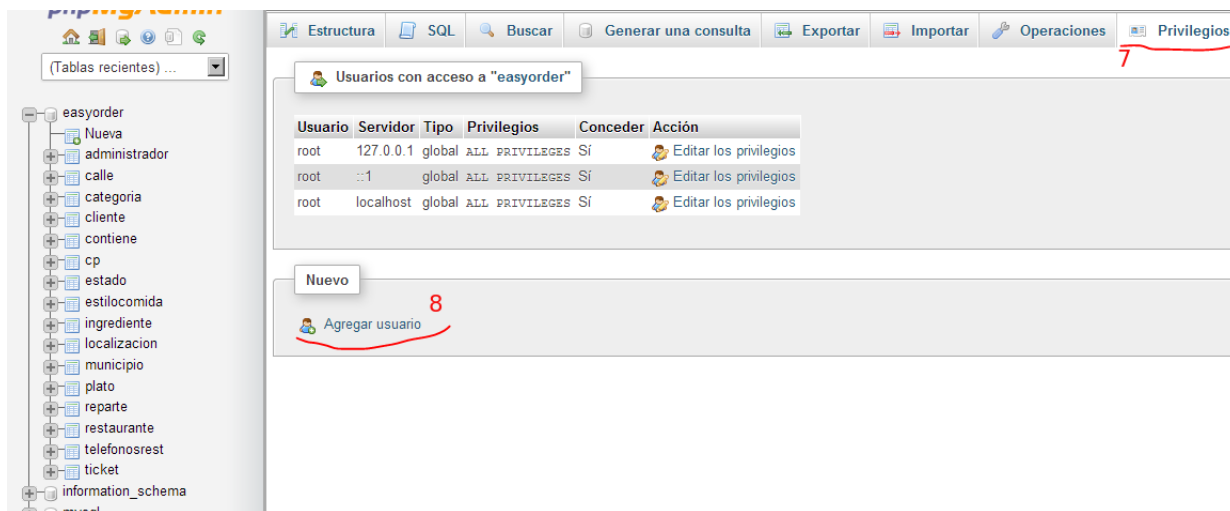 phpMyAdmin
(Tablas recientes) ...
easyorder
Nueva
administrador
calle
categoria
cliente
contiene
cp
estado
estilocomida
ingrediente
localizacion
municipio
plato
reparte
restaurante
telefonosrest
ticket
information_schema
mysql
Estructura SQL Buscar Generar una consulta Exportar Importar Operaciones Privilegios
7
Usuarios con acceso a "easyorder"
Usuario Servidor Tipo Privilegios Conceder Acción
root 127.0.0.1 global ALL PRIVILEGES Sí Editar los privilegios
root ::1 global ALL PRIVILEGES Sí Editar los privilegios
root localhost global ALL PRIVILEGES Sí Editar los privilegios
Nuevo
8
Agregar usuario